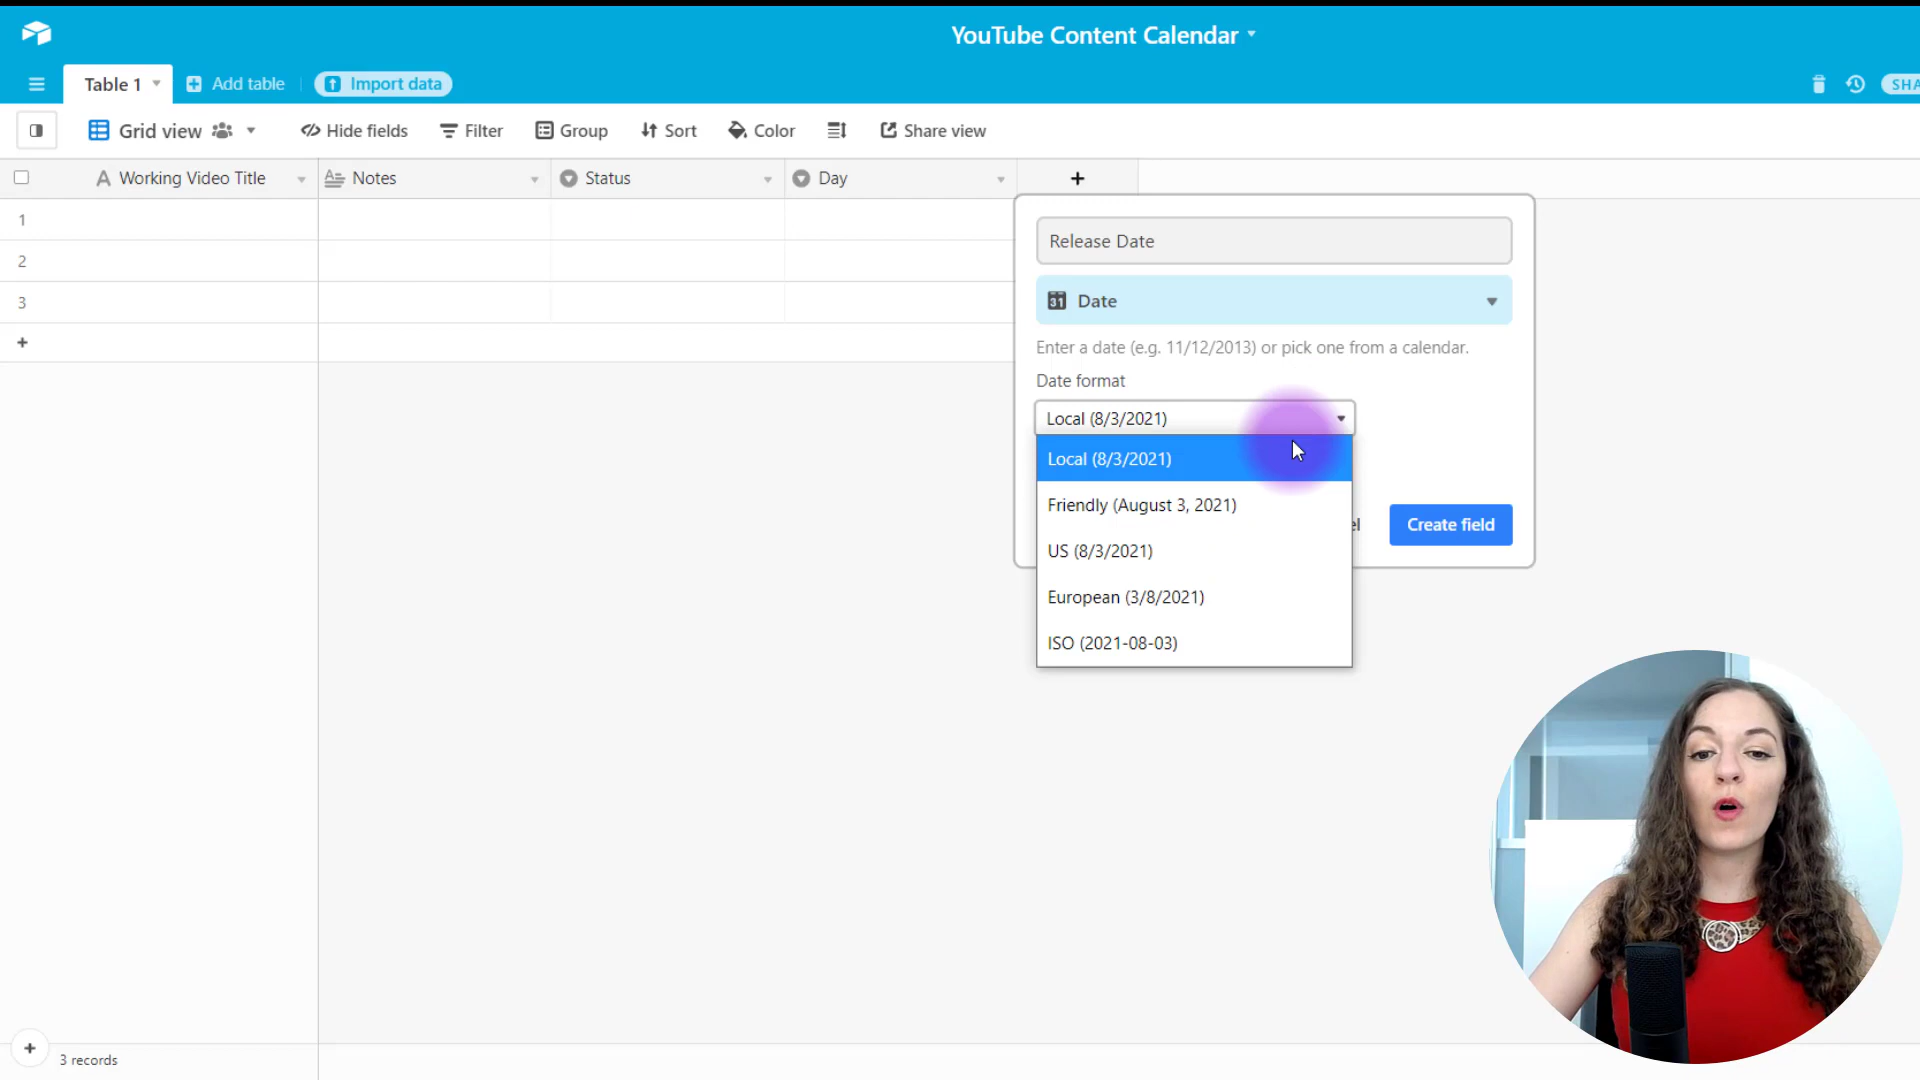 YouTube Content Calendar
Table 1
Add table
Import data
SHA
Grid view
Hide fields
Filter
Group
Sort
Color
Share view
Working Video Title
Notes
Status
Day
+
1
2
3
+
Release Date
31 Date
Enter a date (e.g. 11/12/2013) or pick one from a calendar.
Date format
Local (8/3/2021)
Local (8/3/2021)
Friendly (August 3, 2021)
US (8/3/2021)
European (3/8/2021)
ISO (2021-08-03)
el
Create field
+
3 records